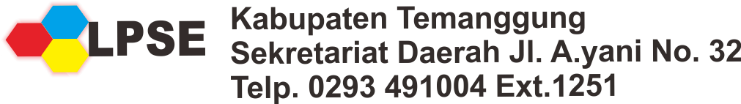 LPSE
Kabupaten Temanggung
Sekretariat Daerah Jl. A.yani No. 32
Telp. 0293 491004 Ext.1251